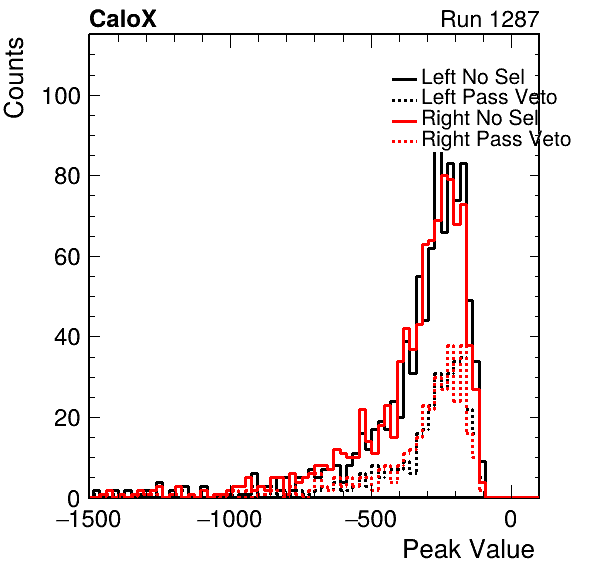 CaloX Run 1287
Counts
Left No Sel
Left Pass Veto
Right No Sel
Right Pass Veto
100
80
60
40
20
0
−1500 −1000 −500 0
Peak Value